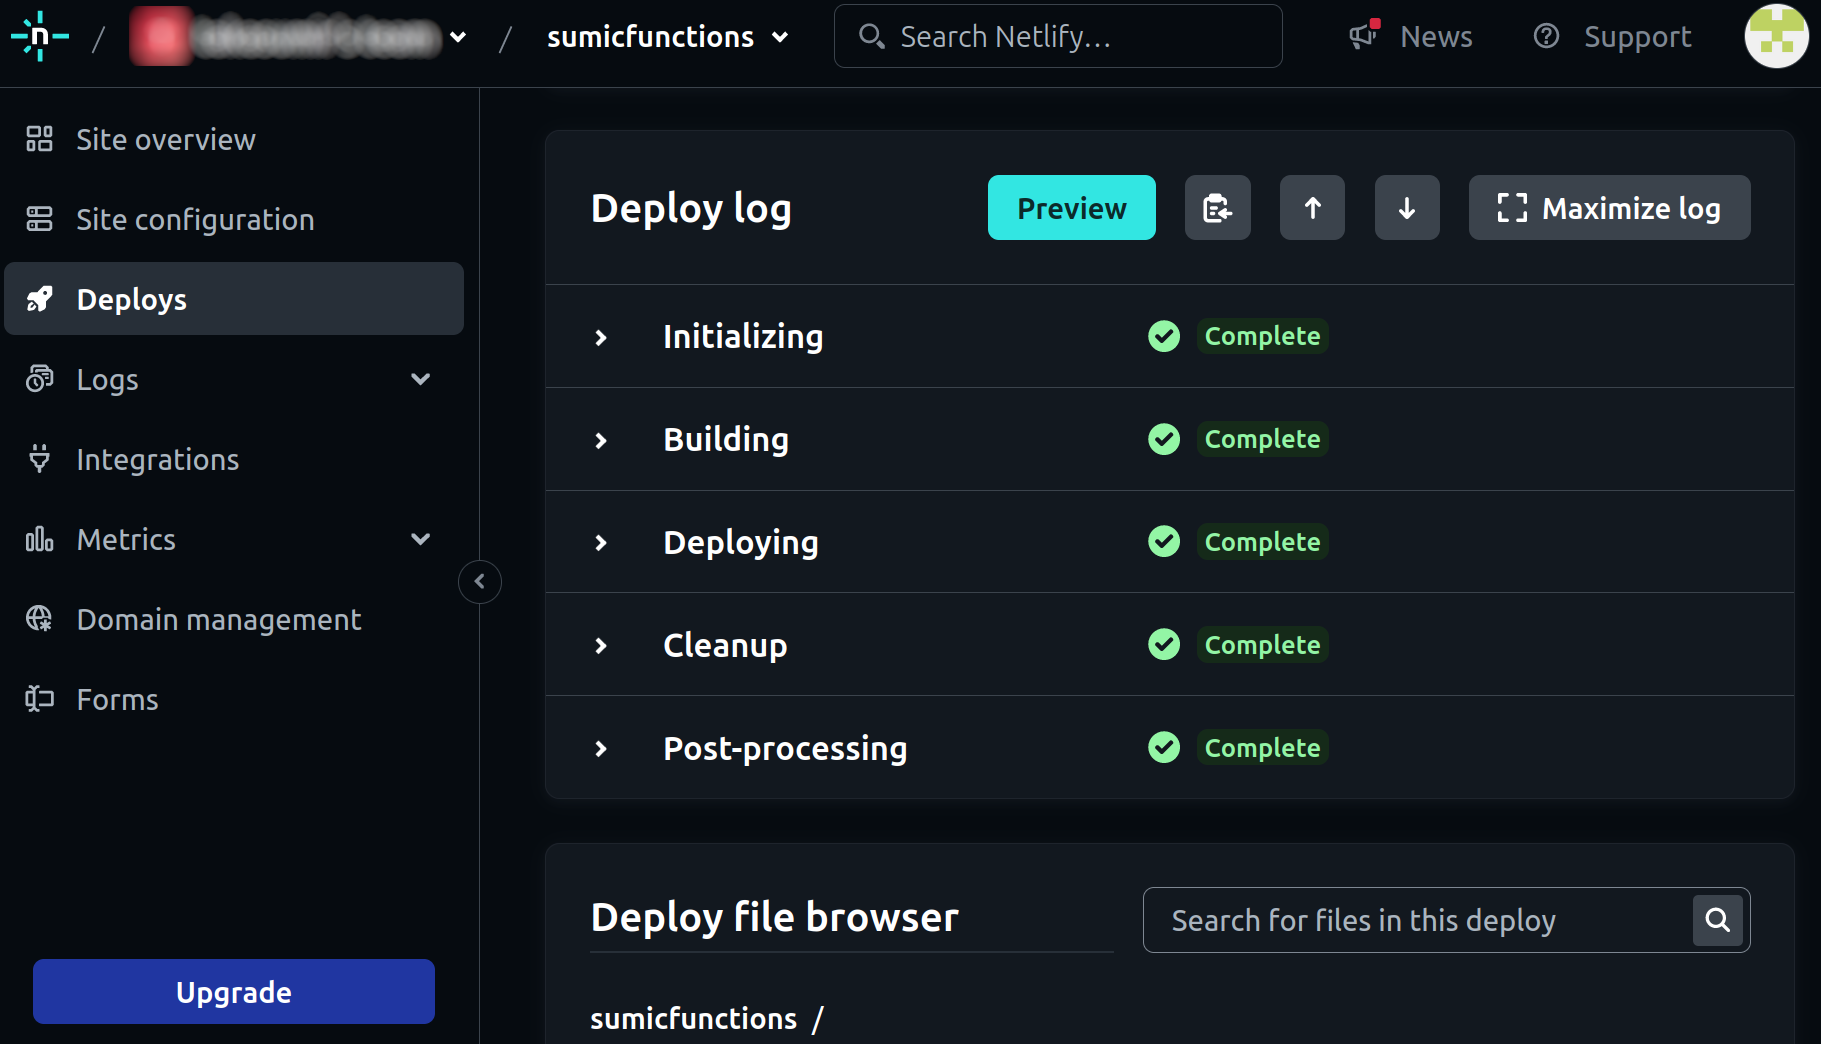 n / / sumicfunctions Search Netlify... News Support
Site overview
Site configuration
Deploys
Logs
Integrations
Metrics
Domain management
Forms
Upgrade
Deploy log Preview Maximize log
Initializing Complete
Building Complete
Deploying Complete
Cleanup Complete
Post-processing Complete
Deploy file browser Search for files in this deploy
sumicfunctions /